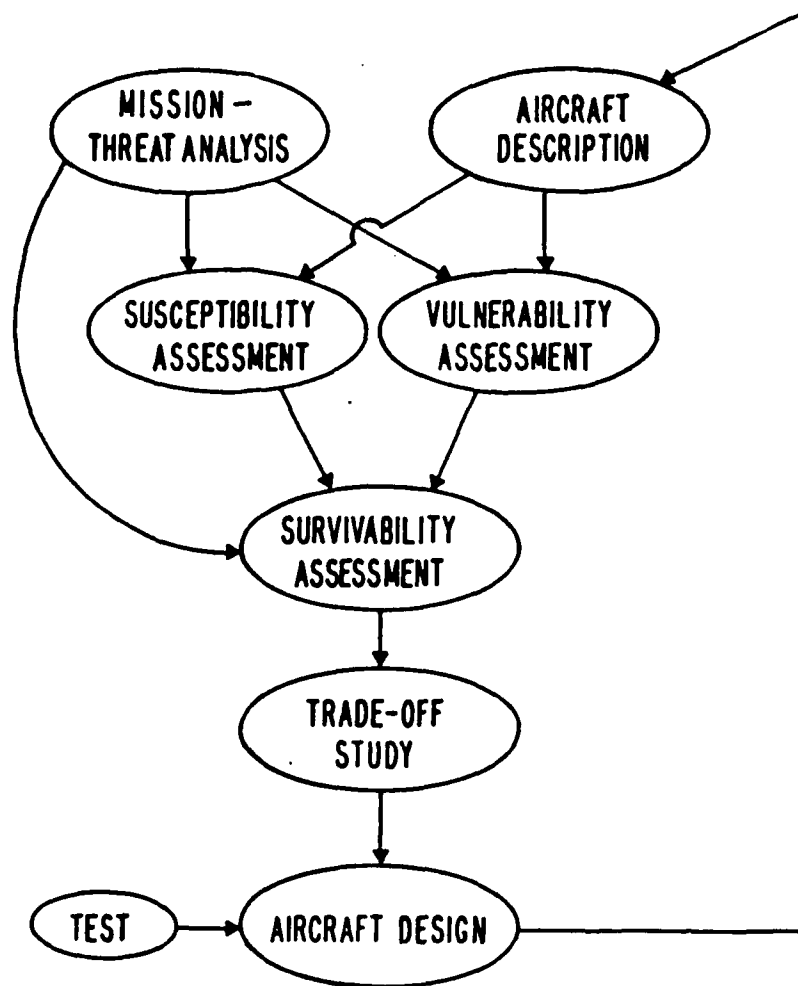 MISSION -
THREAT ANALYSIS
AIRCRAFT
DESCRIPTION
SUSCEPTIBILITY
ASSESSMENT
VULNERABILITY
ASSESSMENT
SURVIVABILITY
ASSESSMENT
TRADE-OFF
STUDY
TEST
AIRCRAFT DESIGN